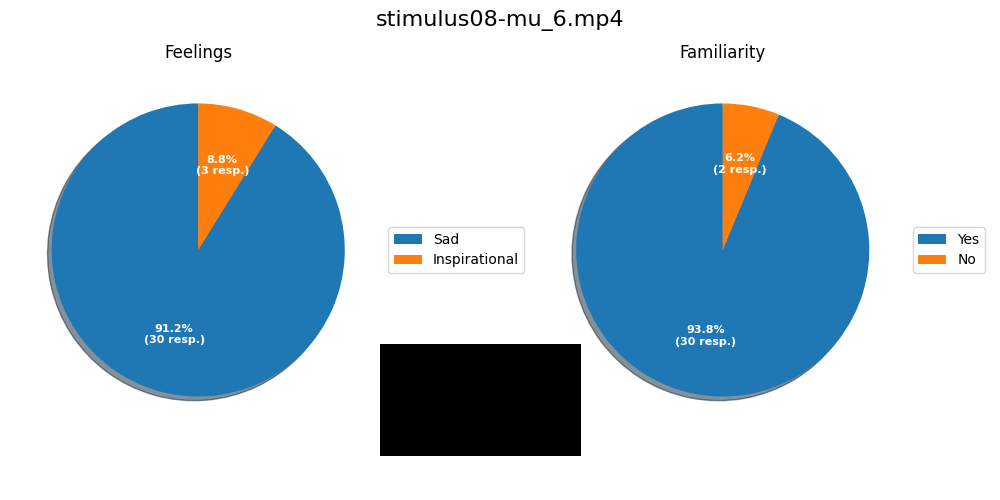 stimulus08-mu_6.mp4
Feelings
Familiarity
8.8%
(3 resp.)
91.2%
(30 resp.)
Sad
Inspirational
6.2%
(2 resp.)
93.8%
(30 resp.)
Yes
No